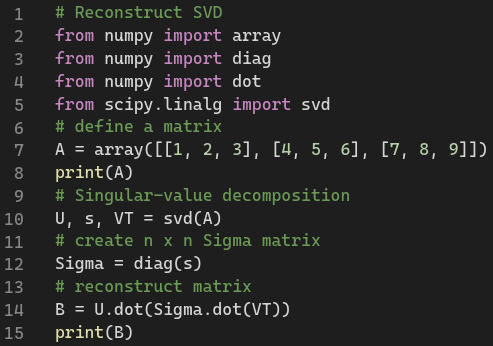 1 # Reconstruct SVD
2 from numpy import array
3 from numpy import diag
4 from numpy import dot
5 from scipy.linalg import svd
6 # define a matrix
7 A = array([[1, 2, 3], [4, 5, 6], [7, 8, 9]])
8 print(A)
9 # Singular-value decomposition
10 U, s, VT = svd(A)
11 # create n x n Sigma matrix
12 Sigma = diag(s)
13 # reconstruct matrix
14 B = U.dot(Sigma.dot(VT))
15 print(B)